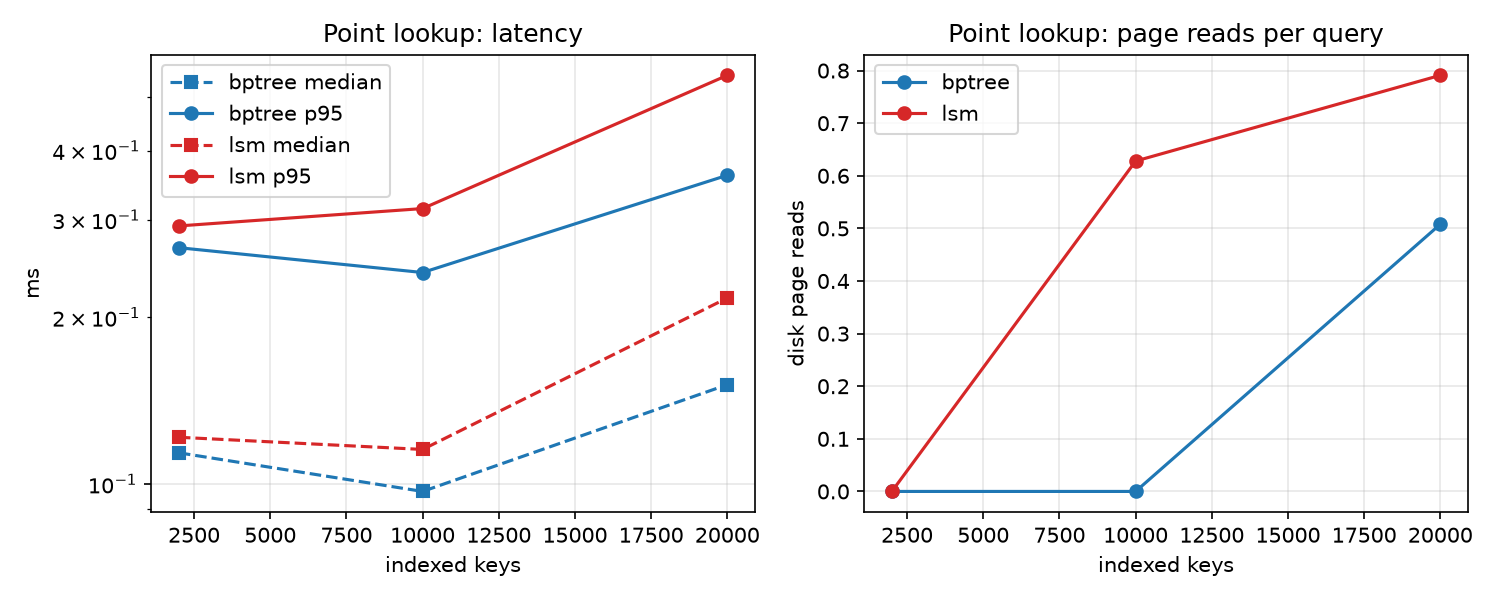 Point lookup: latency
bptree median
bptree p95
lsm median
lsm p95
4 × 10⁻¹
3 × 10⁻¹
2 × 10⁻¹
10⁻¹
ms
2500 5000 7500 10000 12500 15000 17500 20000
indexed keys
Point lookup: page reads per query
bptree
lsm
0.8
0.7
0.6
0.5
0.4
0.3
0.2
0.1
0.0
disk page reads
2500 5000 7500 10000 12500 15000 17500 20000
indexed keys